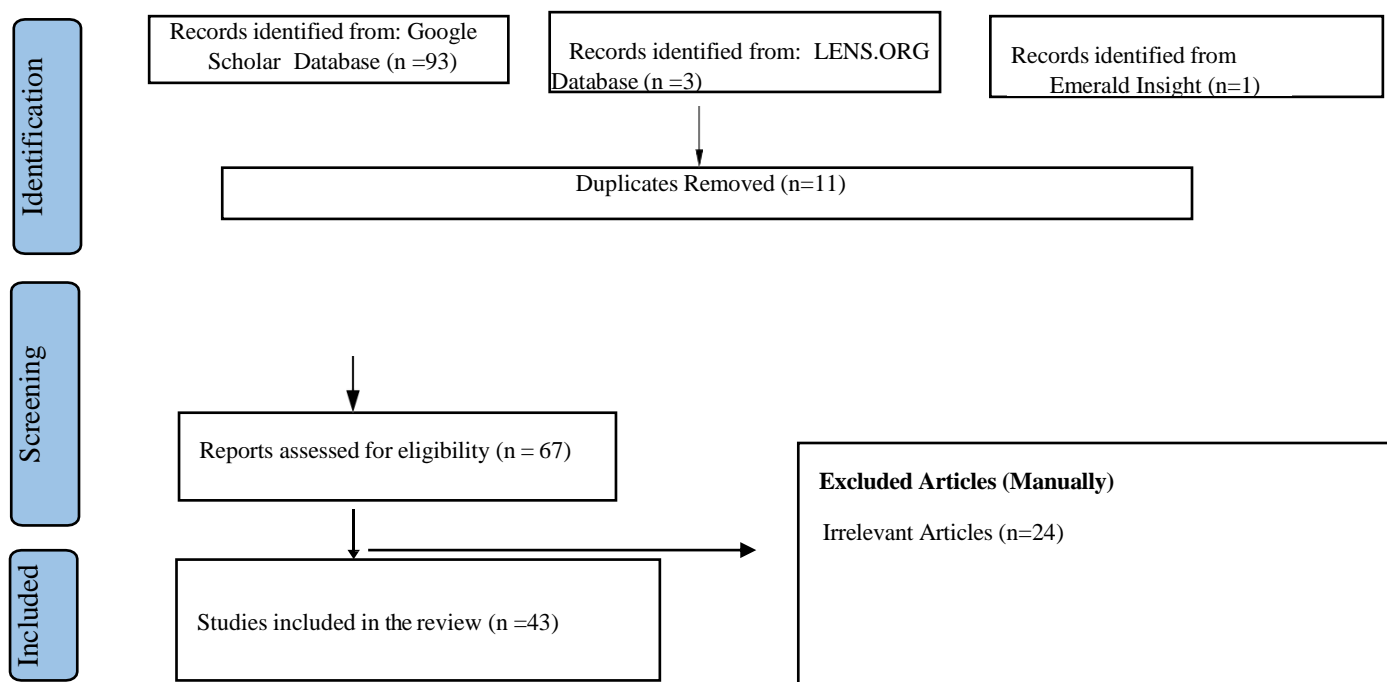 Identification
Records identified from: Google
Scholar Database (n =93)
Records identified from: LENS.ORG
Database (n =3)
Records identified from
Emerald Insight (n=1)
Duplicates Removed (n=11)
Screening
Reports assessed for eligibility (n = 67)
Excluded Articles (Manually)
Irrelevant Articles (n=24)
Included
Studies included in the review (n =43)